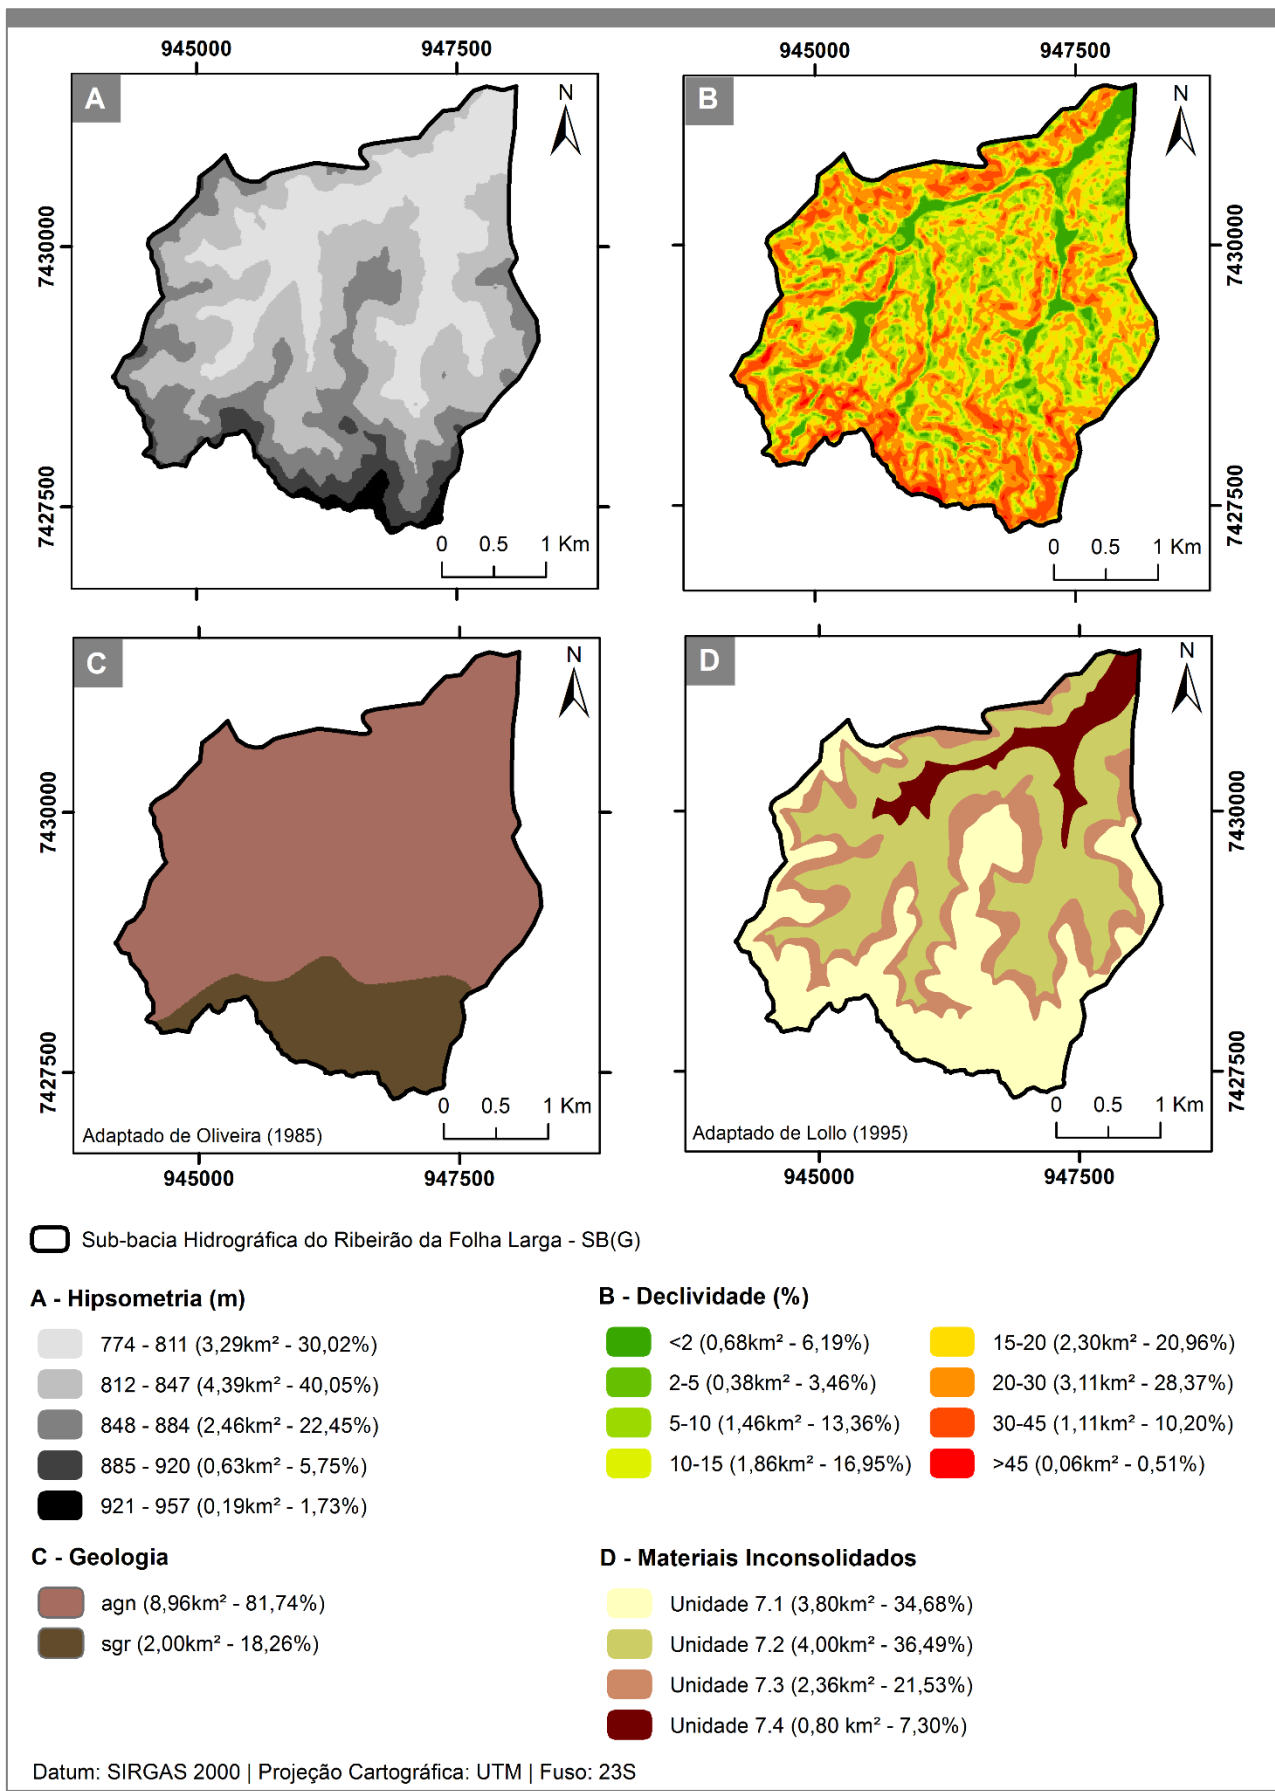 945000 947500
945000 947500
A
N
B
N
7430000
7430000
7427500
7427500
0 0.5 1 Km
0 0.5 1 Km
C
N
D
N
7430000
7430000
7427500
7427500
0 0.5 1 Km
0 0.5 1 Km
Adaptado de Oliveira (1985)
Adaptado de Lollo (1995)
945000 947500
945000 947500
Sub-bacia Hidrográfica do Ribeirão da Folha Larga - SB(G)
A - Hipsometria (m)
774 - 811 (3,29km² - 30,02%)
812 - 847 (4,39km² - 40,05%)
848 - 884 (2,46km² - 22,45%)
885 - 920 (0,63km² - 5,75%)
921 - 957 (0,19km² - 1,73%)
B - Declividade (%)
<2 (0,68km² - 6,19%)
2-5 (0,38km² - 3,46%)
5-10 (1,46km² - 13,36%)
10-15 (1,86km² - 16,95%)
15-20 (2,30km² - 20,96%)
20-30 (3,11km² - 28,37%)
30-45 (1,11km² - 10,20%)
>45 (0,06km² - 0,51%)
C - Geologia
agn (8,96km² - 81,74%)
sgr (2,00km² - 18,26%)
D - Materiais Inconsolidados
Unidade 7.1 (3,80km² - 34,68%)
Unidade 7.2 (4,00km² - 36,49%)
Unidade 7.3 (2,36km² - 21,53%)
Unidade 7.4 (0,80 km² - 7,30%)
Datum: SIRGAS 2000 | Projeção Cartográfica: UTM | Fuso: 23S